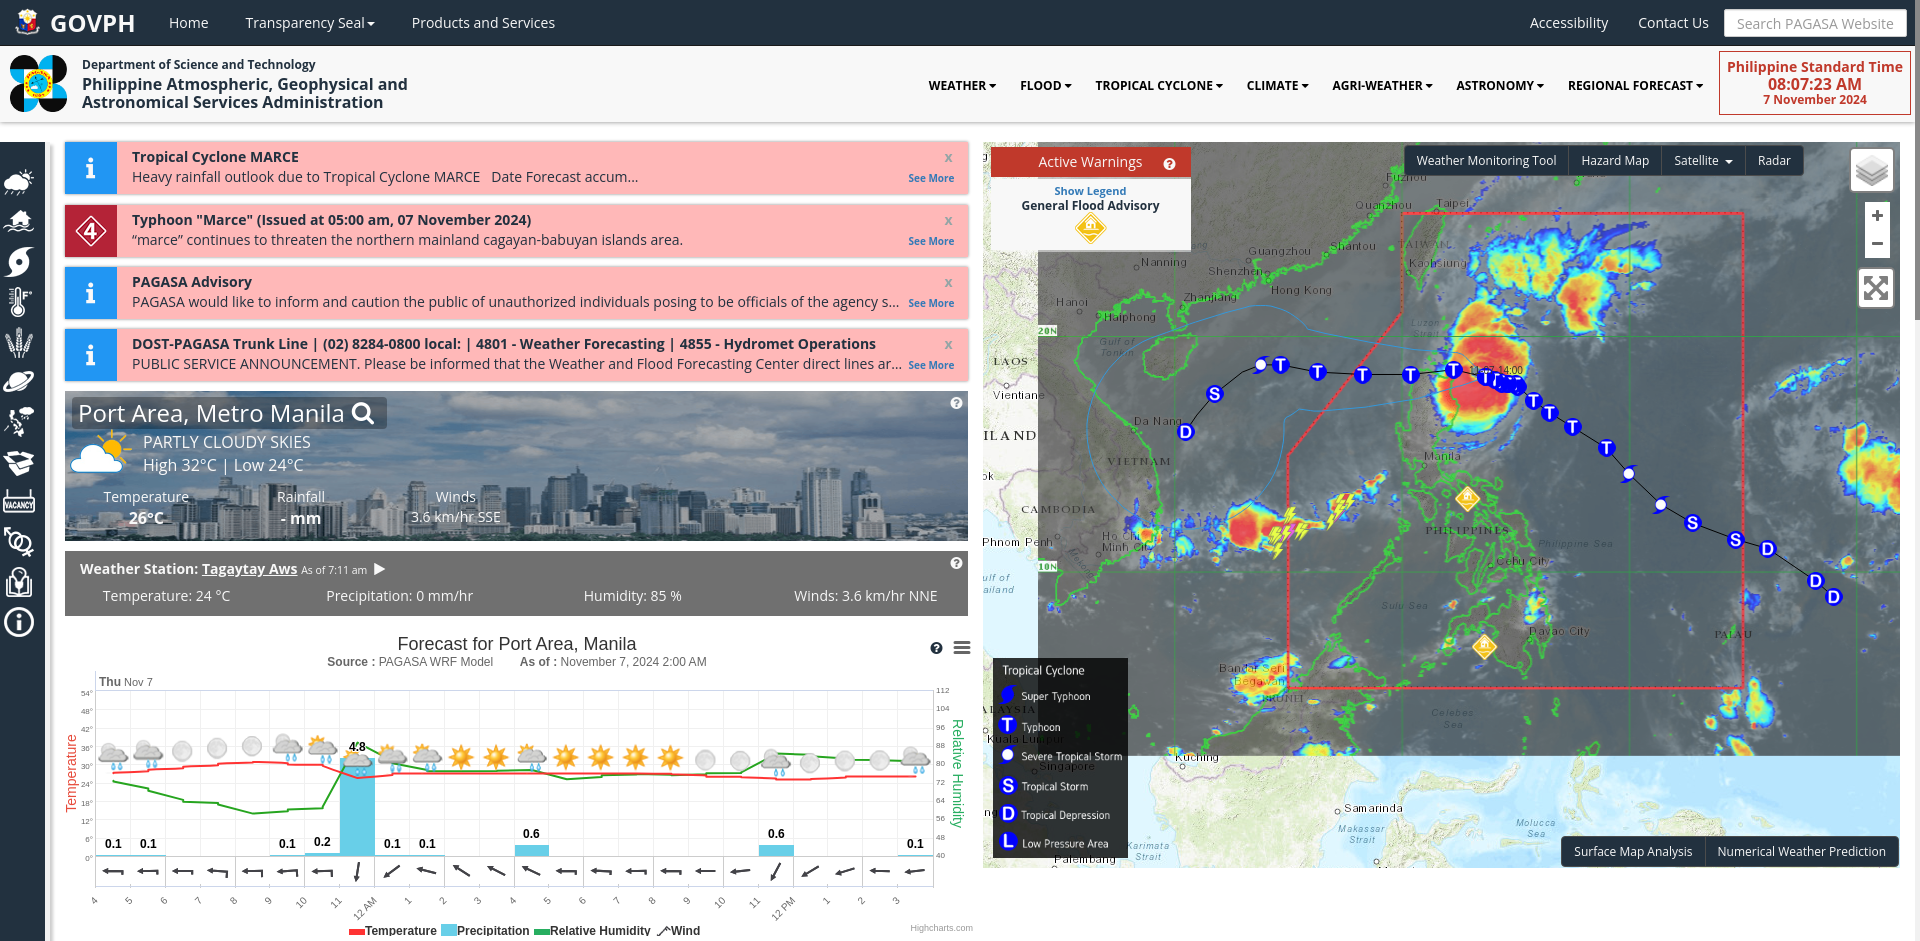 GOVPH
Home
Transparency Seal
Products and Services
Accessibility
Contact Us
Search PAGASA Website
Department of Science and Technology
Philippine Atmospheric, Geophysical and
Astronomical Services Administration
WEATHER
FLOOD
TROPICAL CYCLONE
CLIMATE
AGRI-WEATHER
ASTRONOMY
REGIONAL FORECAST
Philippine Standard Time
08:07:23 AM
7 November 2024
Tropical Cyclone MARCE
x
Heavy rainfall outlook due to Tropical Cyclone MARCE Date Forecast accum...
See More
4
Typhoon "Marce" (Issued at 05:00 am, 07 November 2024)
x
“marce” continues to threaten the northern mainland cagayan-babuyan islands area.
See More
PAGASA Advisory
x
PAGASA would like to inform and caution the public of unauthorized individuals posing to be officials of the agency s...
See More
DOST-PAGASA Trunk Line | (02) 8284-0800 local: | 4801 - Weather Forecasting | 4855 - Hydromet Operations
x
PUBLIC SERVICE ANNOUNCEMENT. Please be informed that the Weather and Flood Forecasting Center direct lines ar...
See More
VACANCY
Port Area, Metro Manila
PARTLY CLOUDY SKIES
High 32°C | Low 24°C
Temperature
Rainfall
Winds
26°C
- mm
3.6 km/hr SSE
Weather Station: Tagaytay Aws As of 7:11 am
Temperature: 24 °C
Precipitation: 0 mm/hr
Humidity: 85 %
Winds: 3.6 km/hr NNE
Forecast for Port Area, Manila
Source : PAGASA WRF Model As of : November 7, 2024 2:00 AM
Thu Nov 7
54°
48°
42°
36°
30°
24°
18°
12°
6°
0°
Temperature
112
104
96
88
80
72
64
56
48
40
Relative Humidity
0.1
0.1
0.1
0.2
4.8
0.1
0.1
0.6
0.6
0.1
4
5
6
7
8
9
10
11
12 AM
1
2
3
4
5
6
7
8
9
10
11
12 PM
1
2
3
Temperature
Precipitation
Relative Humidity
Wind
Highcharts.com
Active Warnings
Show Legend
General Flood Advisory
Weather Monitoring Tool
Hazard Map
Satellite
Radar
+
−
Fuzhou
Quanzhou
Taipei
Shantou
TAIWAN
Kaohsiung
Guangzhou
Nanning
Shenzhen
Hong Kong
Zhanjiang
Hanoi
Haiphong
20N
Gulf of
Tonkin
Luzon
Strait
LAOS
Vientiane
Da Nang
VIETNAM
CAMBODIA
Phnom Penh
Ho Chi
Minh City
10N
Manila
PHILIPPINES
Philippine Sea
Cebu City
Sulu Sea
Davao City
PALAU
Bandar Seri
Begawan
BRUNEI
Celebes
Sea
Kuching
Samarinda
Makassar
Strait
Molucca
Sea
Karimata
Strait
Palembang
Singapore
Tropical Cyclone
Super Typhoon
T Typhoon
Severe Tropical Storm
S Tropical Storm
D Tropical Depression
L Low Pressure Area
Surface Map Analysis
Numerical Weather Prediction